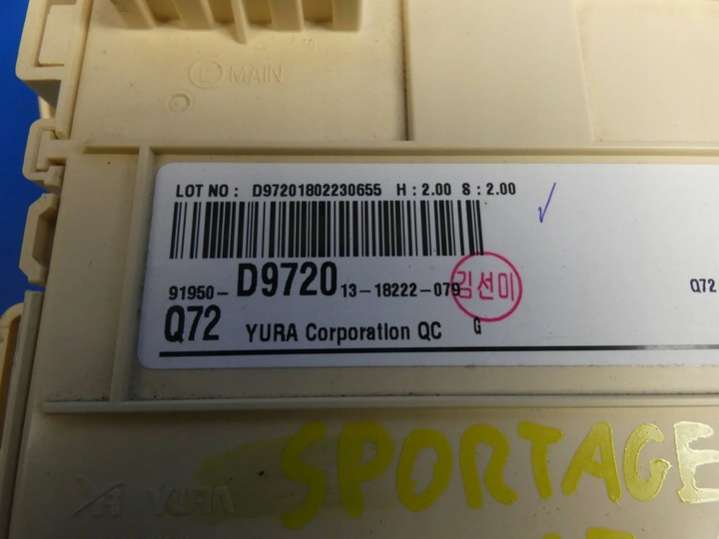 L MAIN
LOT NO : D97201802230655 H : 2.00 S : 2.00
91950- D9720 13-18222-079
김선미
Q72
Q72 YURA Corporation QC G
YURA
SPORTAGE